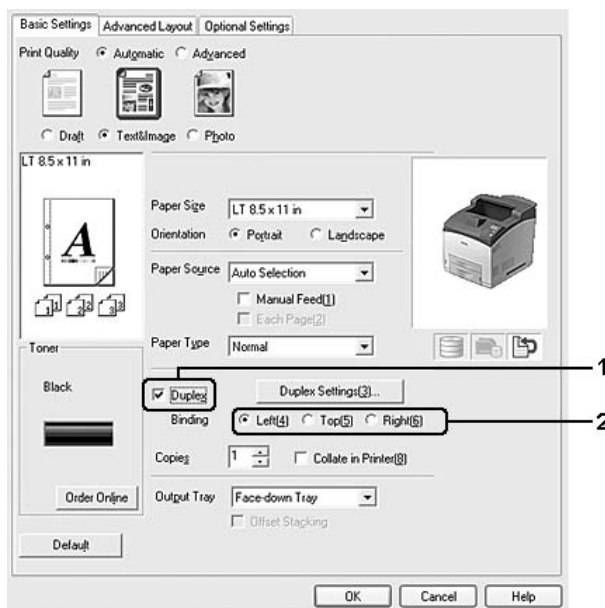 Basic Settings Advanced Layout Optional Settings
Print Quality Automatic Advanced
Draft Text&Image Photo
LT 8.5 x 11 in
Paper Size LT 8.5 x 11 in
Orientation Portrait Landscape
Paper Source Auto Selection
Manual Feed(1)
Each Page(2)
Paper Type Normal
Toner
Black
Duplex Duplex Settings(3)...
1
Binding Left(4) Top(5) Right(6)
2
Copies 1 Collate in Printer(8)
Order Online
Output Tray Face-down Tray
Offset Stacking
Default
OK Cancel Help